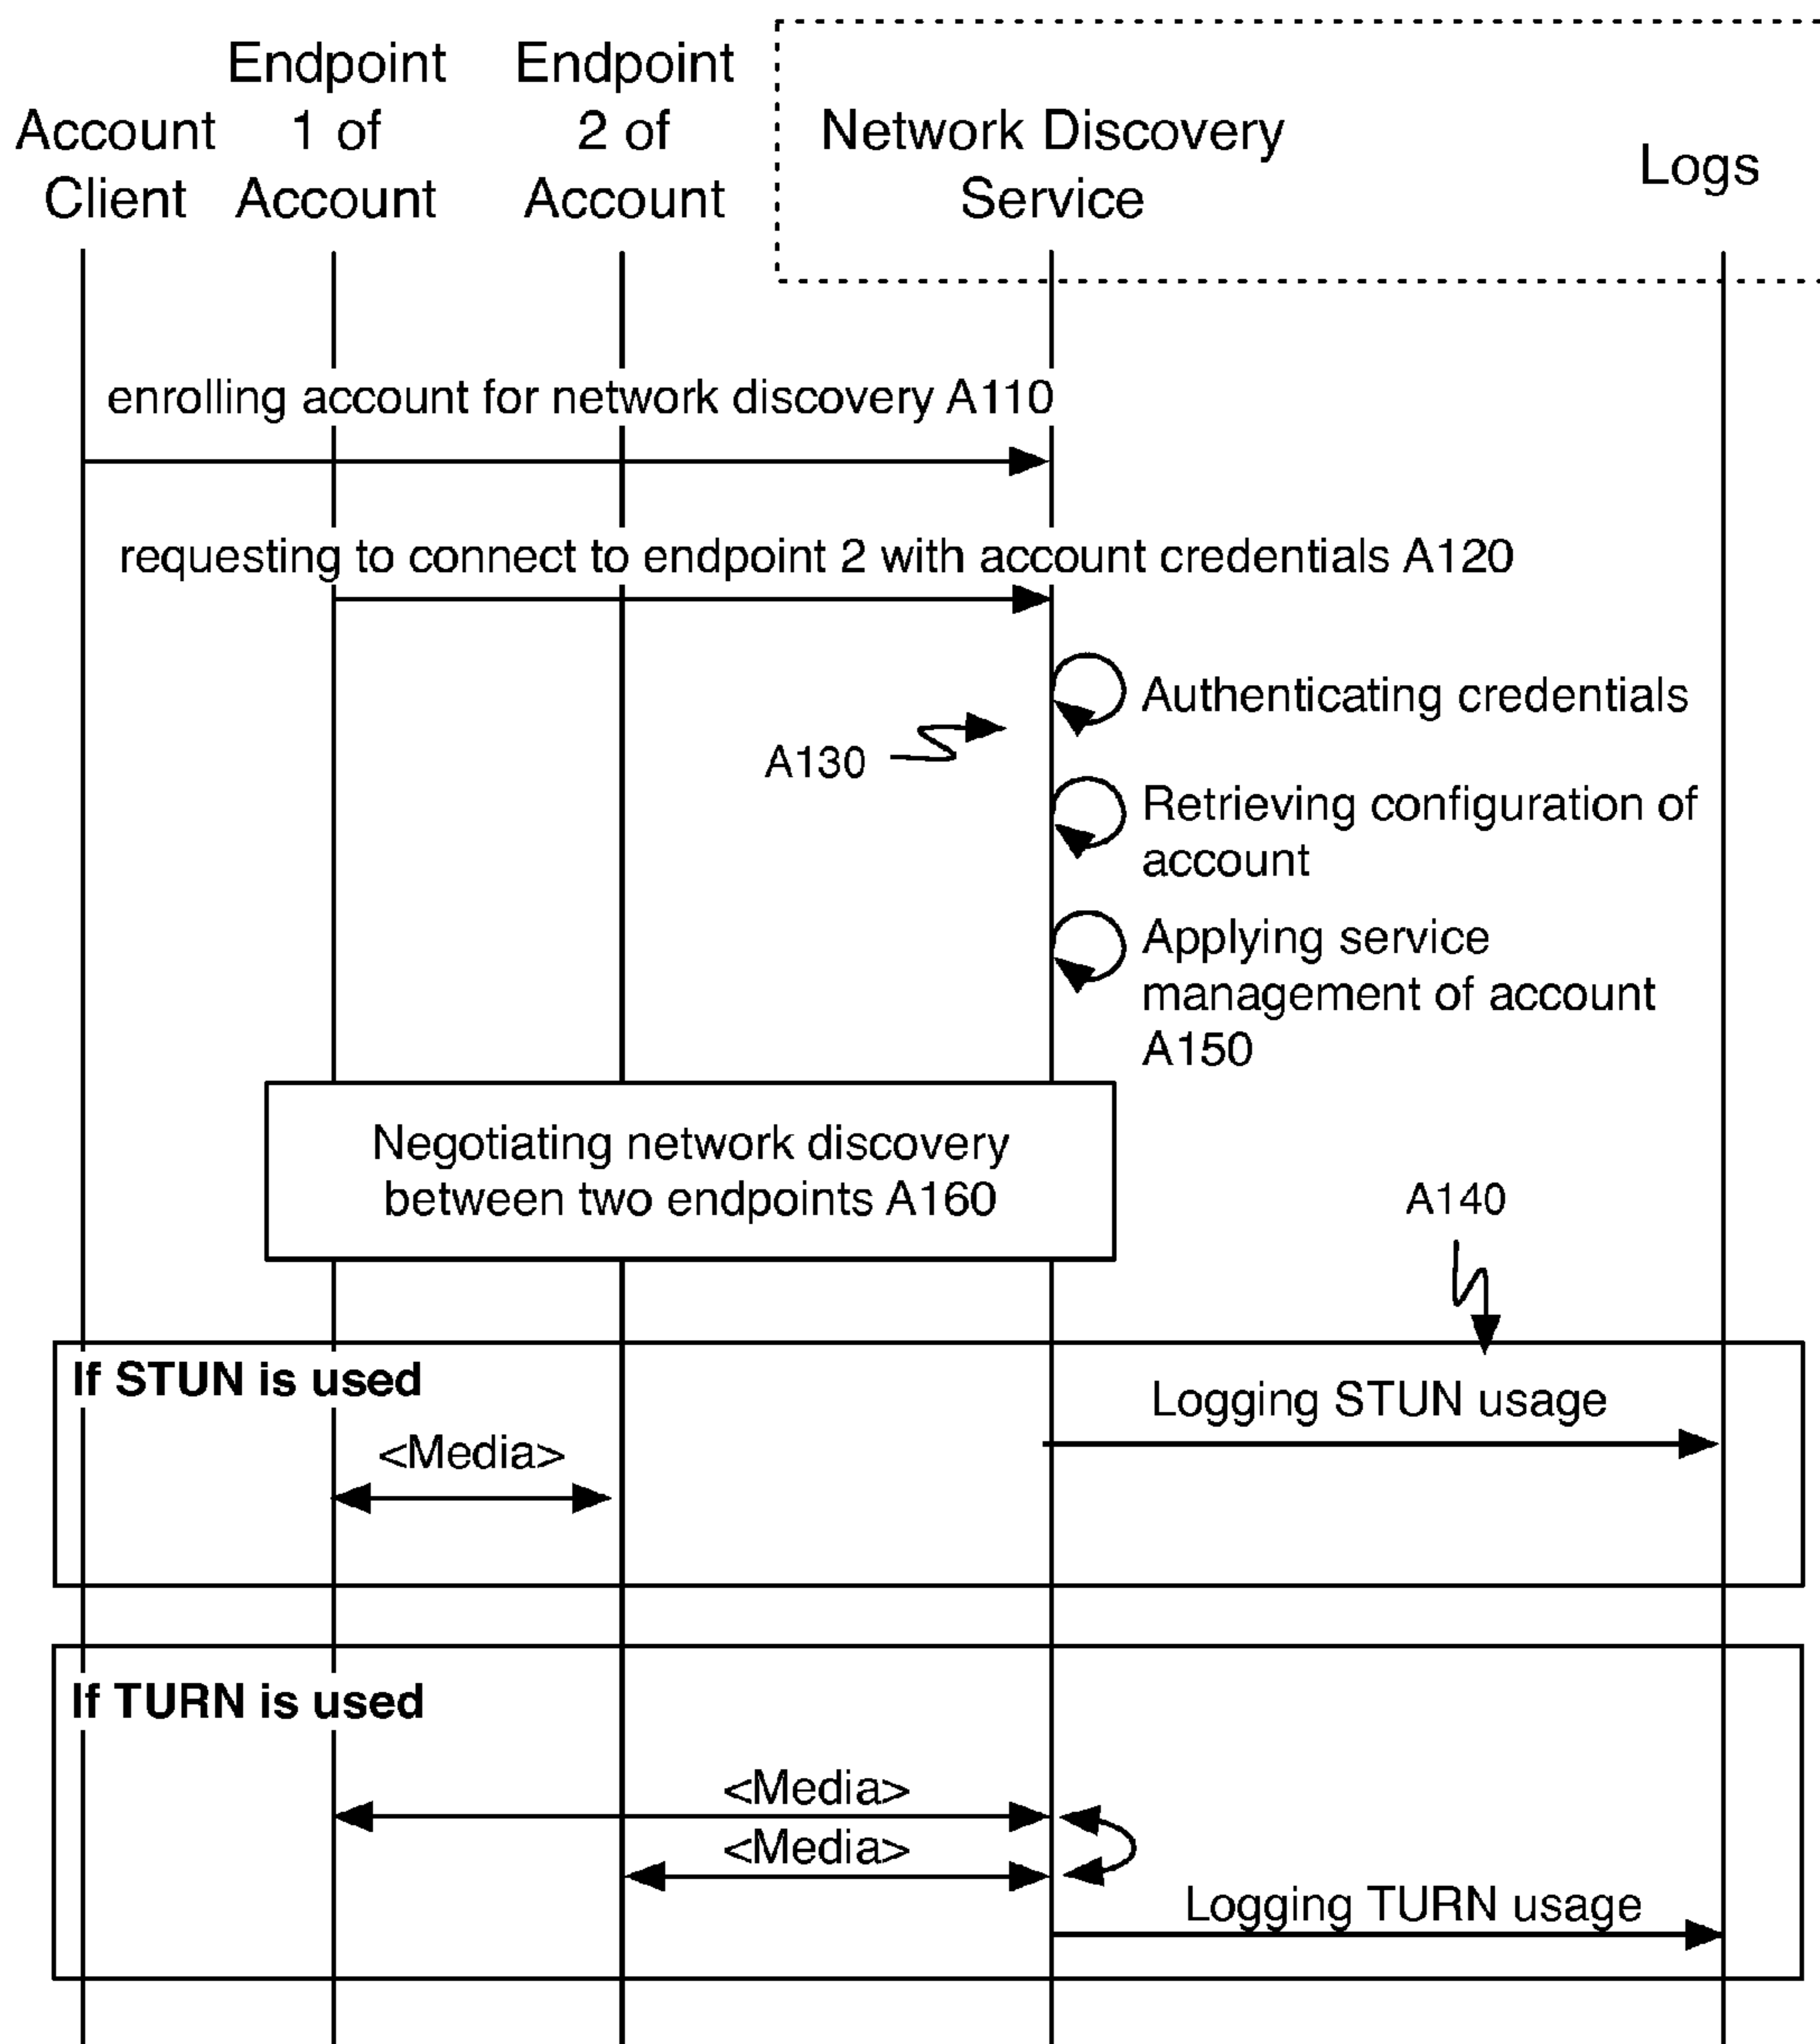 Account
Client
Endpoint
1 of
Account
Endpoint
2 of
Account
Network Discovery
Service
Logs
enrolling account for network discovery A110
requesting to connect to endpoint 2 with account credentials A120
Authenticating credentials
A130
Retrieving configuration of
account
Applying service
management of account
A150
Negotiating network discovery
between two endpoints A160
A140
If STUN is used
Logging STUN usage
<Media>
If TURN is used
<Media>
<Media>
Logging TURN usage